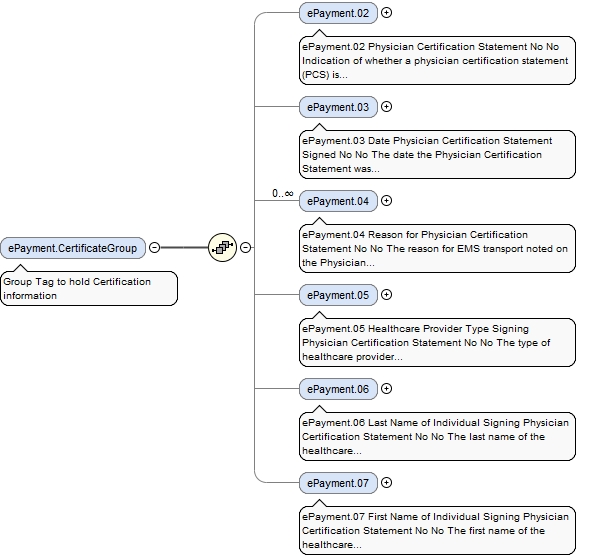 ePayment.02
ePayment.02 Physician Certification Statement No No
Indication of whether a physician certification statement
(PCS) is...
ePayment.03
ePayment.03 Date Physician Certification Statement
Signed No No The date the Physician Certification
Statement was...
0..∞
ePayment.04
ePayment.04 Reason for Physician Certification
Statement No No The reason for EMS transport noted on
the Physician...
ePayment.CertificateGroup
Group Tag to hold Certification
information
ePayment.05
ePayment.05 Healthcare Provider Type Signing
Physician Certification Statement No No The type of
healthcare provider...
ePayment.06
ePayment.06 Last Name of Individual Signing Physician
Certification Statement No No The last name of the
healthcare...
ePayment.07
ePayment.07 First Name of Individual Signing Physician
Certification Statement No No The first name of the
healthcare...